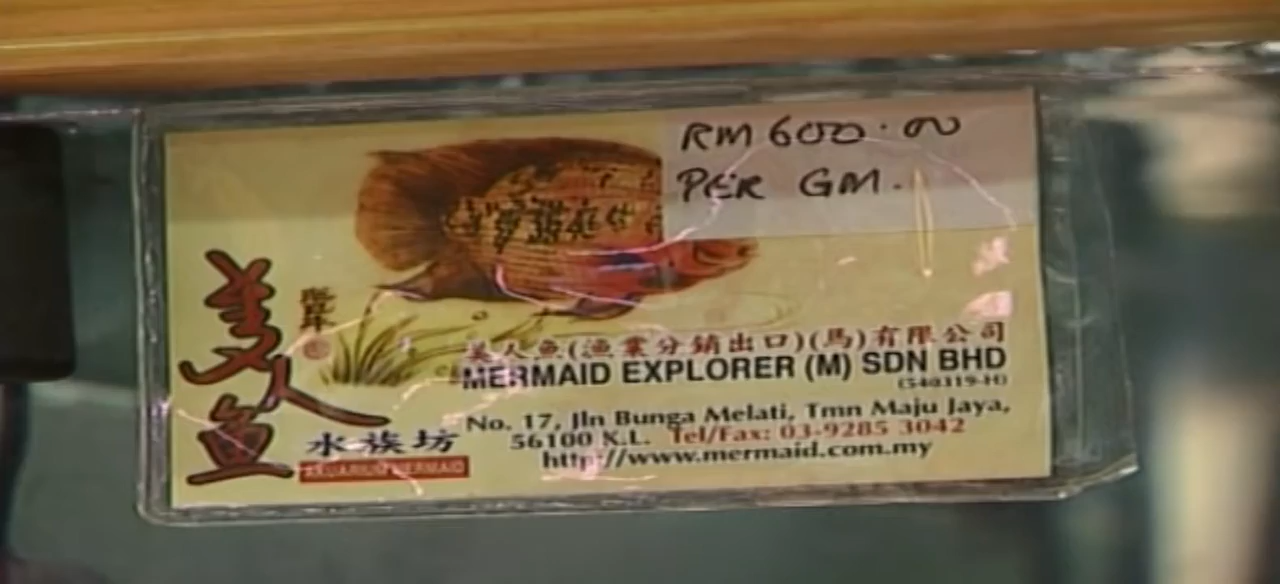 RM 600.00
PER GM.
美人魚
美人魚(漁業分銷出口)(馬)有限公司
MERMAID EXPLORER (M) SDN BHD
(540319-H)
No. 17, Jln Bunga Melati, Tmn Maju Jaya,
56100 K.L. Tel/Fax: 03-9285 3042
http://www.mermaid.com.my
水族坊
AKUARIUM MERMAID